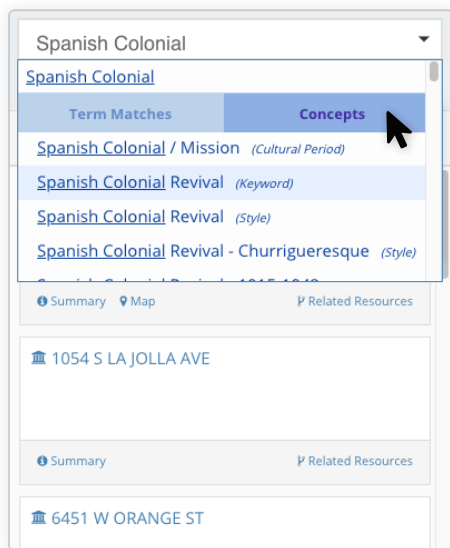 Spanish Colonial
Spanish Colonial
Term Matches Concepts
Spanish Colonial / Mission (Cultural Period)
Spanish Colonial Revival (Keyword)
Spanish Colonial Revival (Style)
Spanish Colonial Revival - Churrigueresque (Style)
Summary Map Related Resources
1054 S LA JOLLA AVE
Summary Related Resources
6451 W ORANGE ST